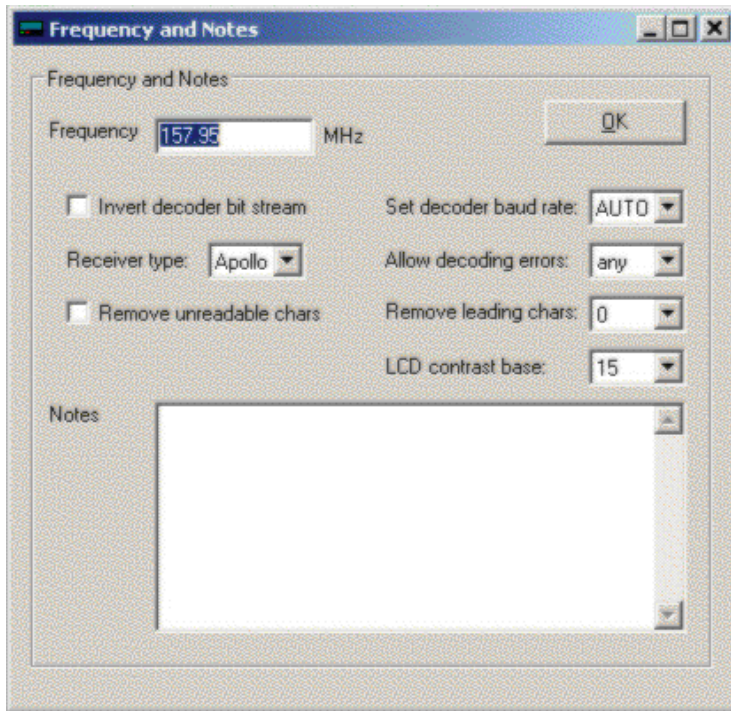 Frequency and Notes
Frequency and Notes
Frequency 157.95 MHz OK
Invert decoder bit stream Set decoder baud rate: AUTO
Receiver type: Apollo Allow decoding errors: any
Remove unreadable chars Remove leading chars: 0
LCD contrast base: 15
Notes